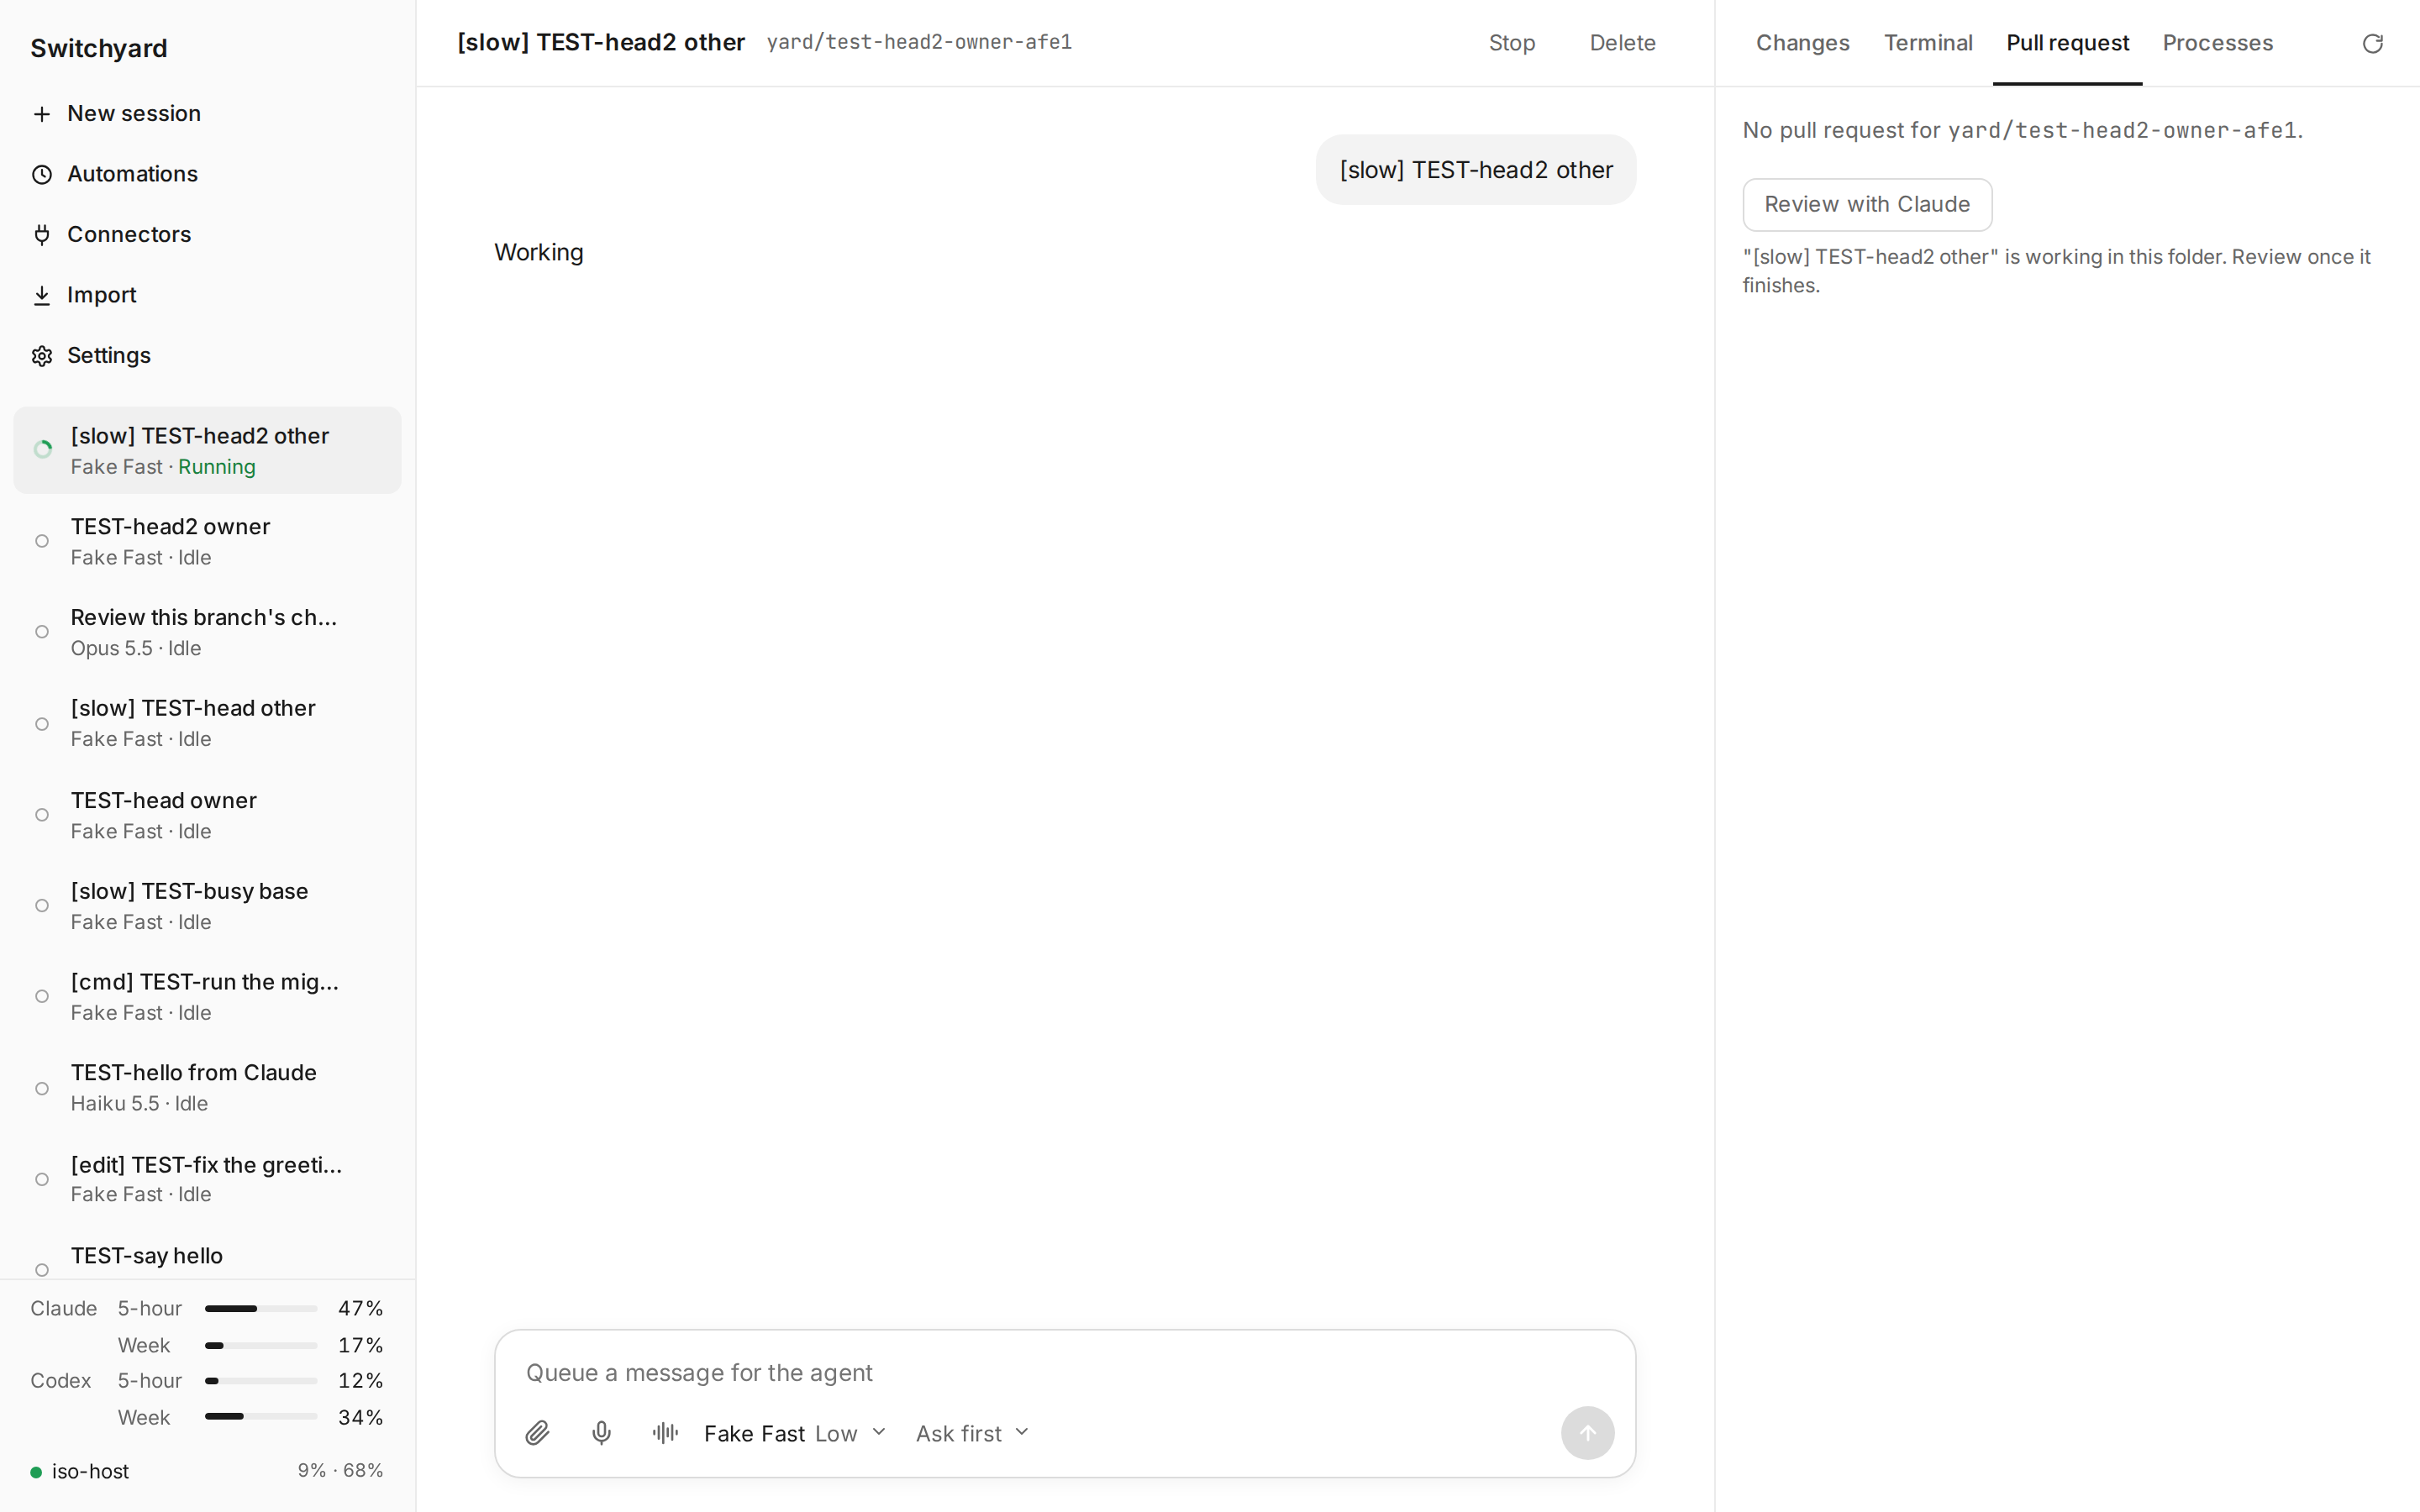 Switchyard
New session
Automations
Connectors
Import
Settings
[slow] TEST-head2 other
Fake Fast · Running
TEST-head2 owner
Fake Fast · Idle
Review this branch's ch...
Opus 5.5 · Idle
[slow] TEST-head other
Fake Fast · Idle
TEST-head owner
Fake Fast · Idle
[slow] TEST-busy base
Fake Fast · Idle
[cmd] TEST-run the mig...
Fake Fast · Idle
TEST-hello from Claude
Haiku 5.5 · Idle
[edit] TEST-fix the greeti...
Fake Fast · Idle
TEST-say hello
Claude 5-hour 47%
Week 17%
Codex 5-hour 12%
Week 34%
iso-host 9% · 68%
[slow] TEST-head2 other yard/test-head2-owner-afe1 Stop Delete
[slow] TEST-head2 other
Working
Queue a message for the agent
Fake Fast Low Ask first
Changes Terminal Pull request Processes
No pull request for yard/test-head2-owner-afe1.
Review with Claude
"[slow] TEST-head2 other" is working in this folder. Review once it
finishes.